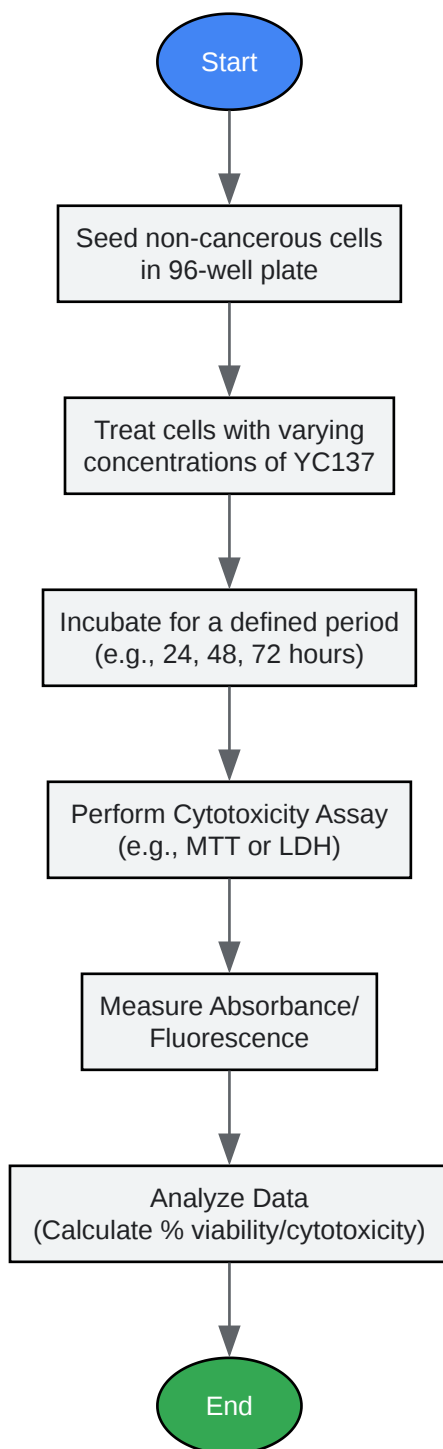 Start
Seed non-cancerous cells
in 96-well plate
Treat cells with varying
concentrations of YC137
Incubate for a defined period
(e.g., 24, 48, 72 hours)
Perform Cytotoxicity Assay
(e.g., MTT or LDH)
Measure Absorbance/
Fluorescence
Analyze Data
(Calculate % viability/cytotoxicity)
End